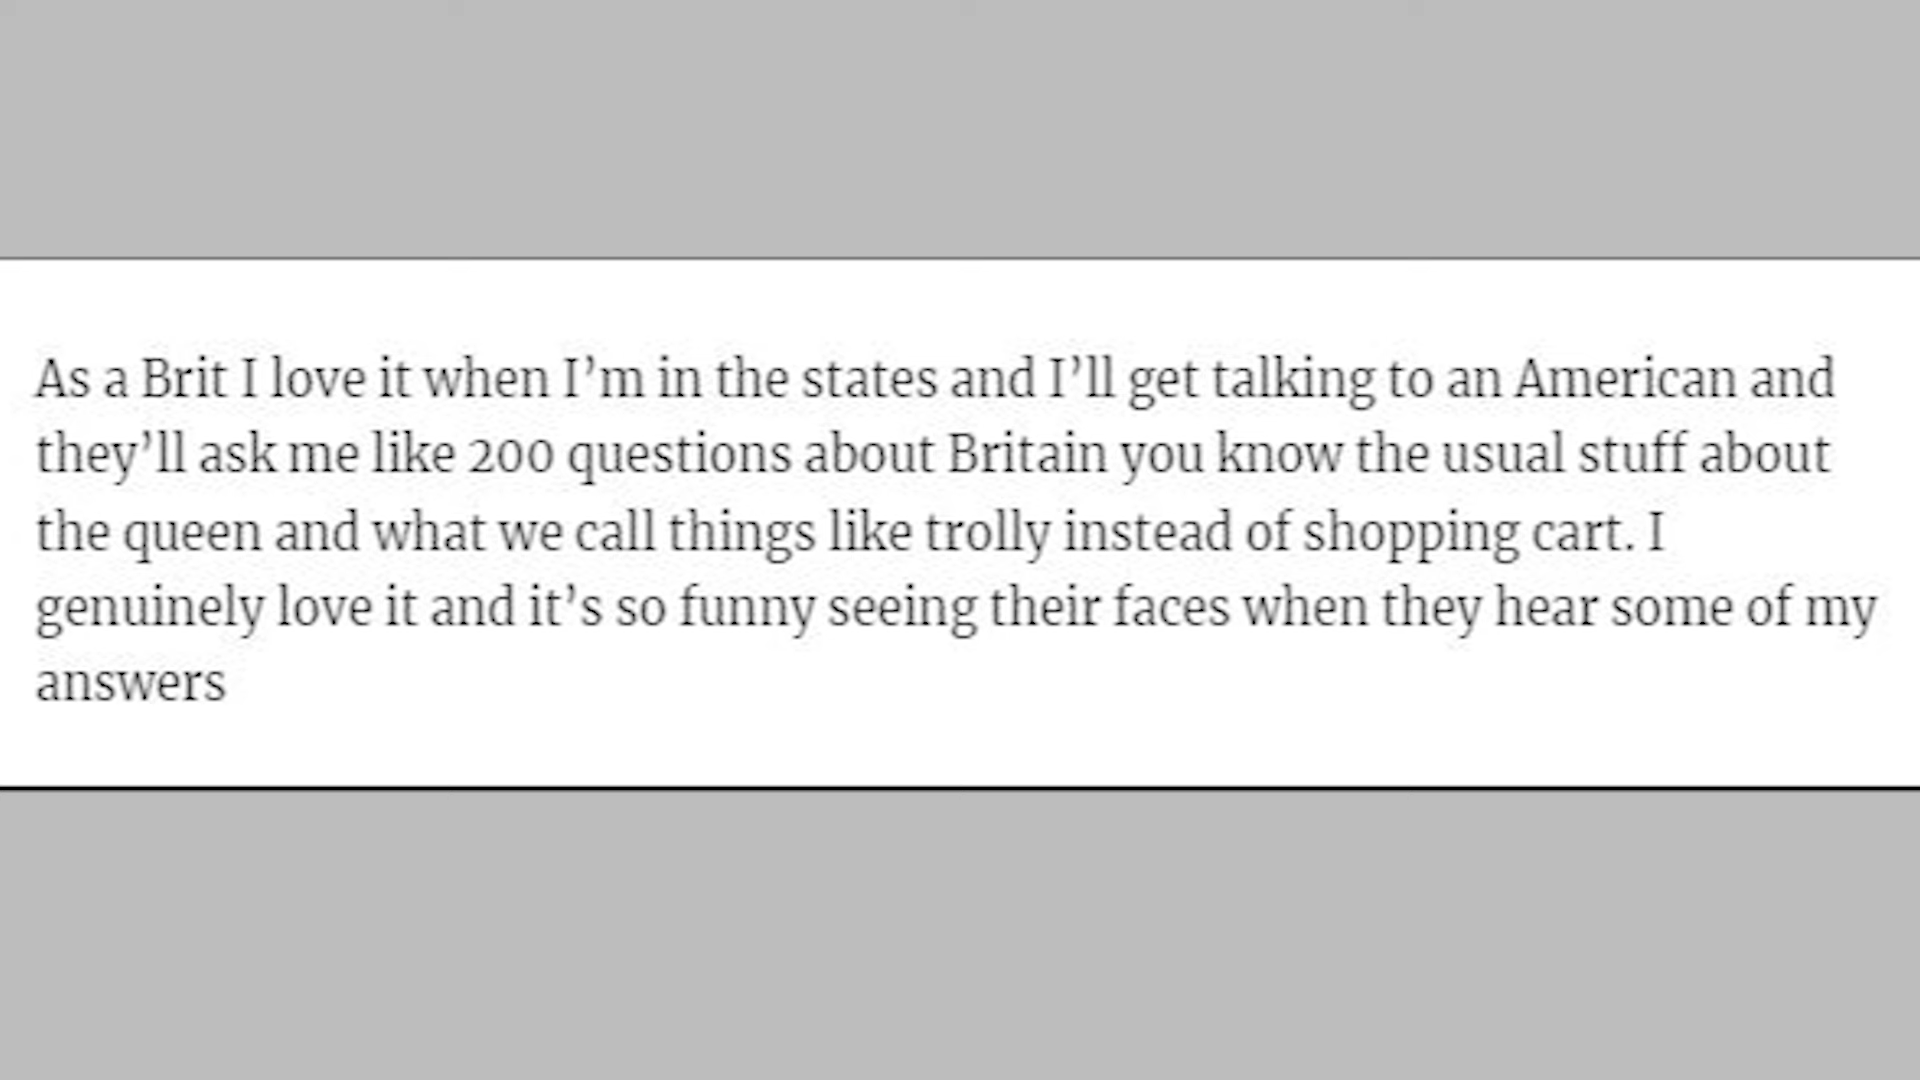 As a Brit I love it when I’m in the states and I’ll get talking to an American and
they’ll ask me like 200 questions about Britain you know the usual stuff about
the queen and what we call things like trolly instead of shopping cart. I
genuinely love it and it’s so funny seeing their faces when they hear some of my
answers